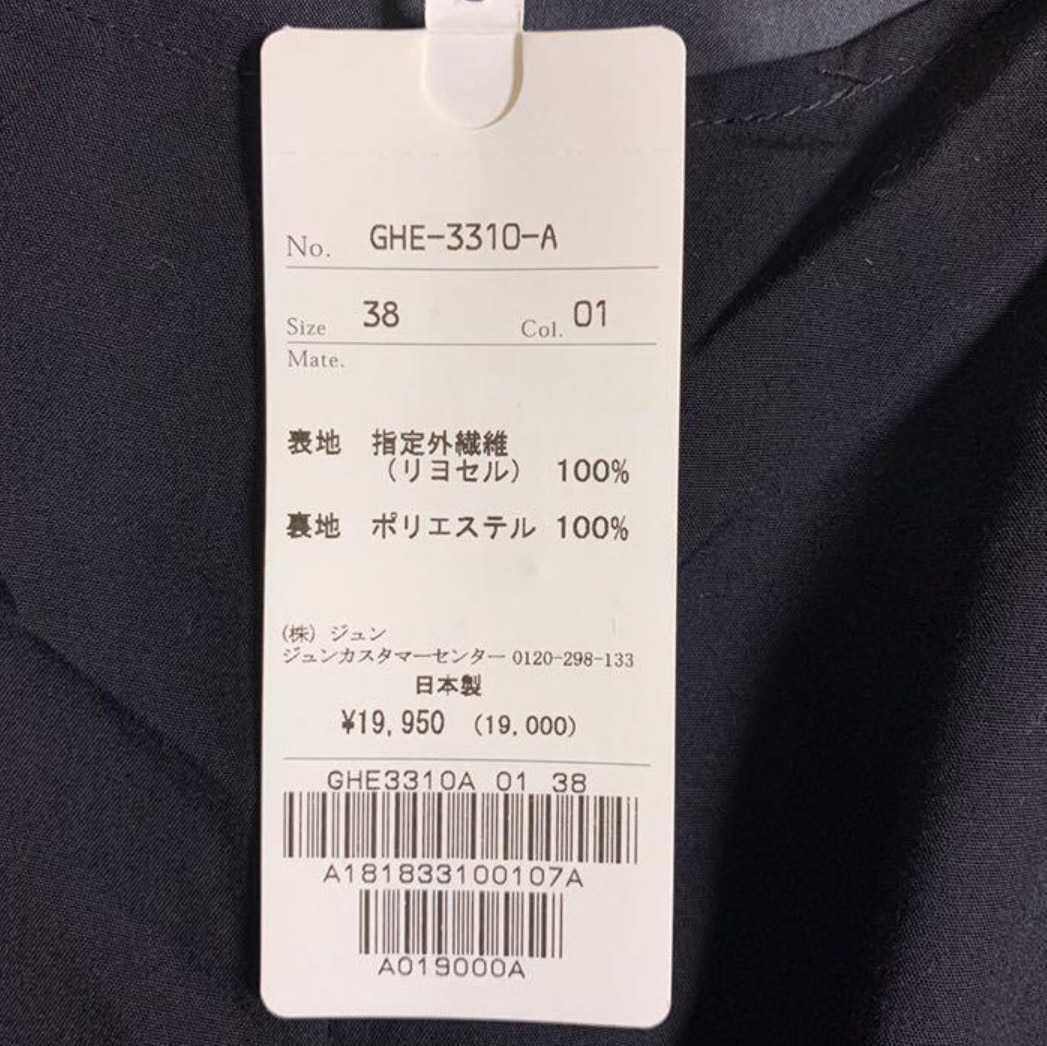 No. GHE-3310-A
Size 38 Col. 01
Mate.
表地 指定外繊維
（リヨセル） 100%
裏地 ポリエステル 100%
(株) ジュン
ジュンカスタマーセンター 0120-298-133
日本製
¥19,950 (19,000)
GHE3310A 01 38
A181833100107A
A019000A